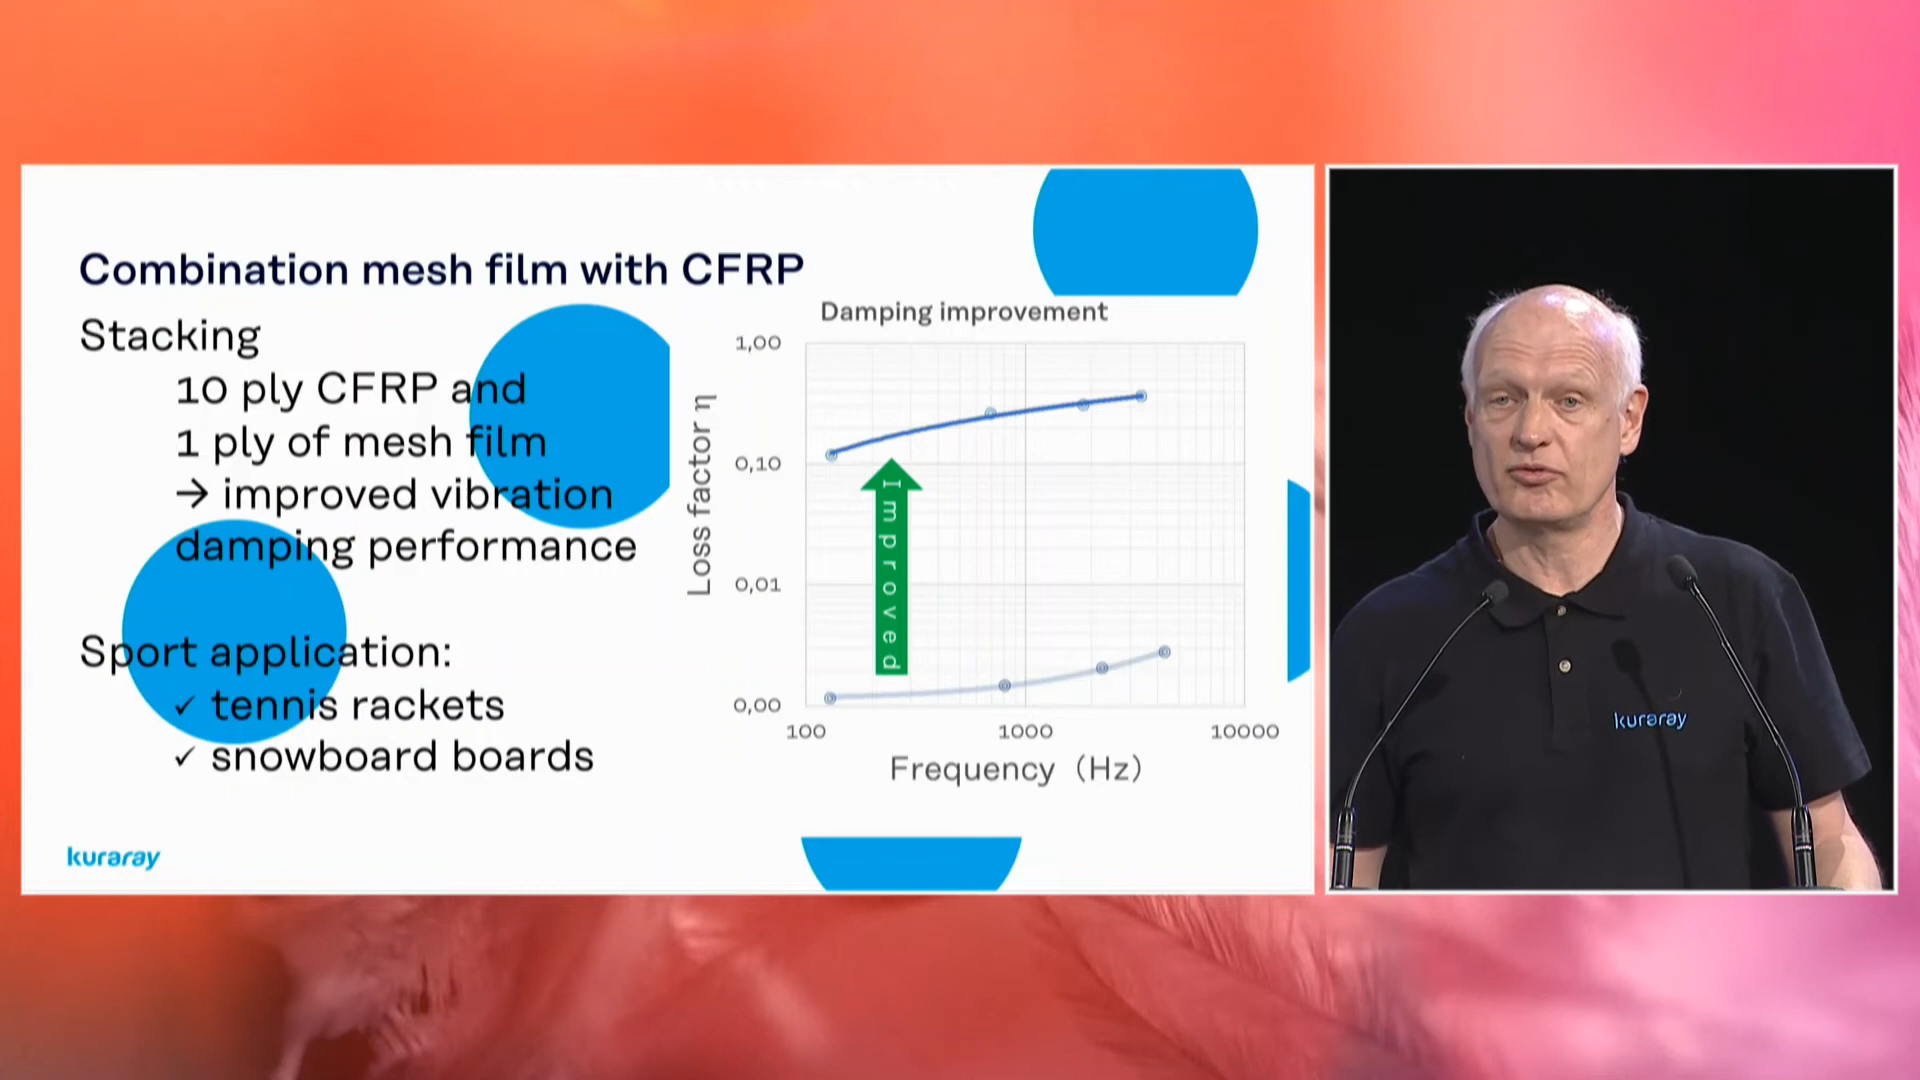 Combination mesh film with CFRP
Stacking
10 ply CFRP and
1 ply of mesh film
→ improved vibration
damping performance
Sport application:
✓ tennis rackets
✓ snowboard boards
kuraray
Damping improvement
Loss factor η
1,00
0,10
0,01
0,00
Improved
100 1000 10000
Frequency (Hz)
kuraray